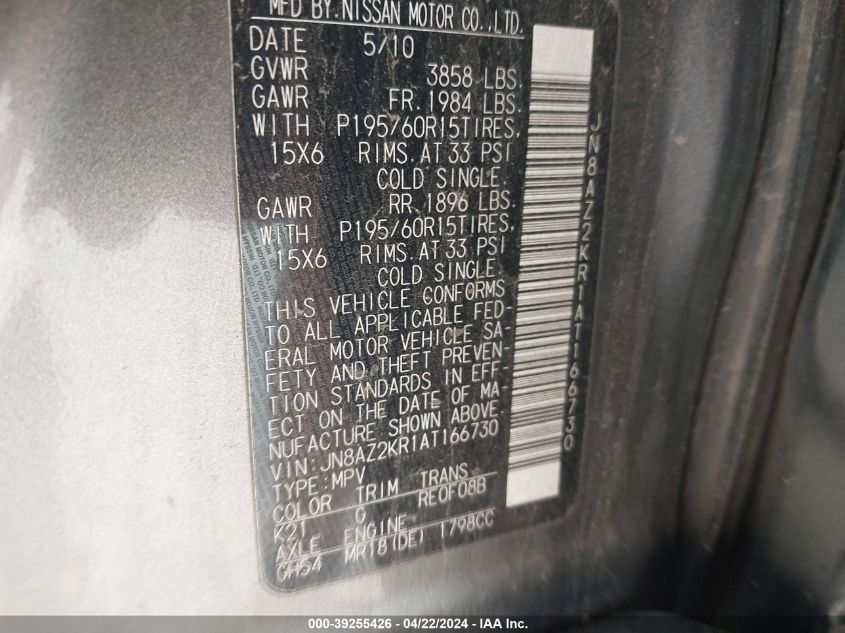 MFD BY.NISSAN MOTOR CO.,LTD.
DATE 5/10
GVWR 3858 LBS.
GAWR FR.1984 LBS.
WITH P195/60R15TIRES,
15X6 RIMS.AT 33 PSI
COLD SINGLE.
GAWR RR.1896 LBS.
WITH P195/60R15TIRES,
15X6 RIMS.AT 33 PSI
COLD SINGLE.
THIS VEHICLE CONFORMS
TO ALL APPLICABLE FED-
ERAL MOTOR VEHICLE SA-
FETY AND THEFT PREVEN-
TION STANDARDS IN EFF-
ECT ON THE DATE OF MA-
NUFACTURE SHOWN ABOVE.
VIN:JN8AZ2KR1AT166730
TYPE:MPV
COLOR TRIM TRANS
K21 G RE0F08B
AXLE ENGINE
GH54 MR18(DE) 1798CC
JN8AZ2KR1AT166730
000-39255426 - 04/22/2024 - IAA Inc.